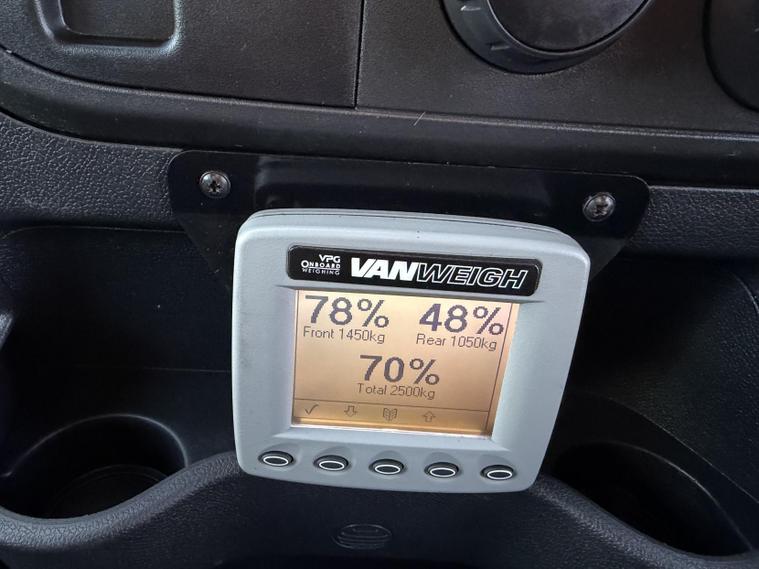 VPG
ONBOARD
WEIGHING
VANWEIGH
78% 48%
Front 1450kg Rear 1050kg
70%
Total 2500kg